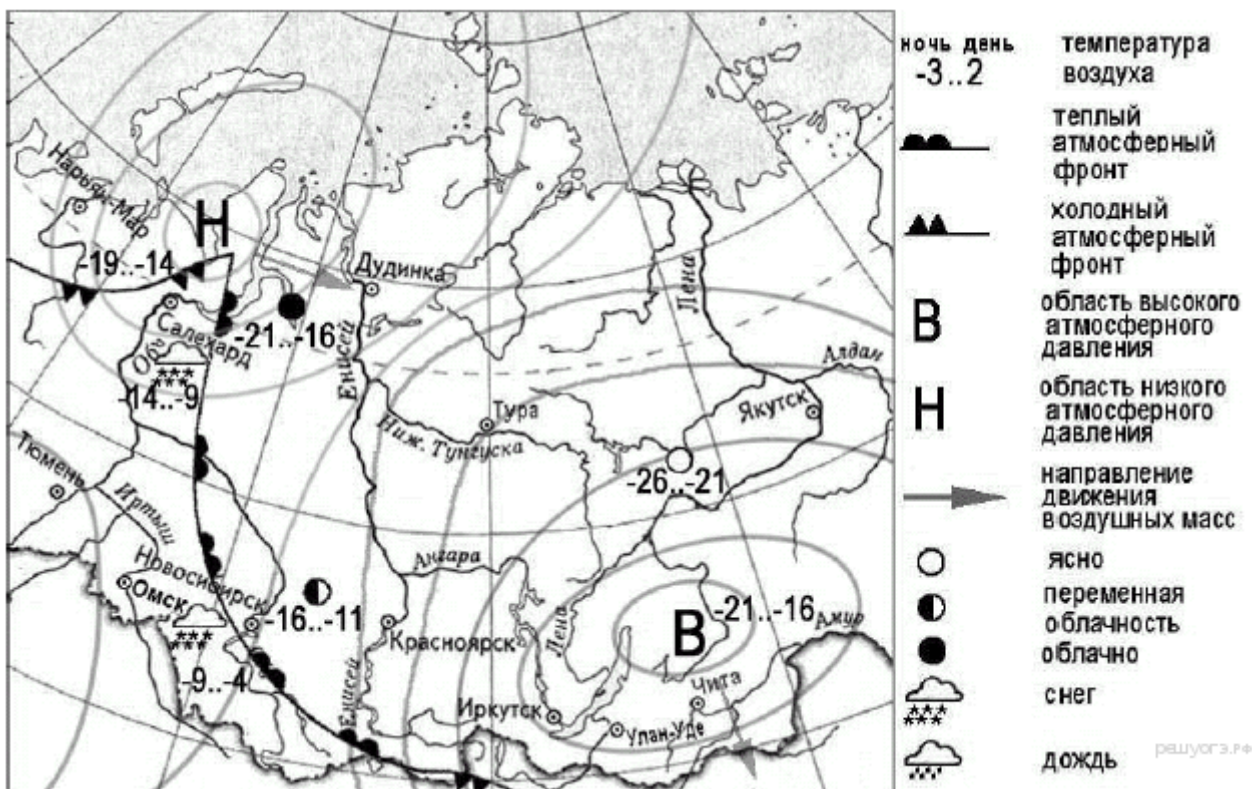 Нарьян-Мар
Н
-19..-14
Дудинка
Салехард
-21..-16
Обь
Енисей
-14..-9
Лена
Алдан
Тура
Якутск
Ниж. Тунгуска
-26..-21
Тюмень
Иртыш
Ангара
Новосибирск
Омск
-16..-11
Красноярск
Лена
В
-21..-16
Амур
-9..-4
Енисей
Иркутск
Чита
Улан-Уде
ночь день
-3..2
температура
воздуха
теплый
атмосферный
фронт
холодный
атмосферный
фронт
В
область высокого
атмосферного
давления
Н
область низкого
атмосферного
давления
направление
движения
воздушных масс
ясно
переменная
облачность
облачно
снег
дождь
решуогэ.рф